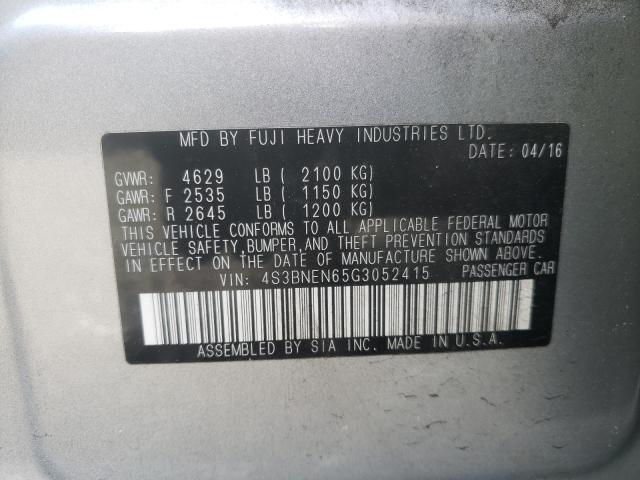 MFD BY FUJI HEAVY INDUSTRIES LTD.
DATE: 04/16
GVWR: 4629 LB ( 2100 KG)
GAWR: F 2535 LB ( 1150 KG)
GAWR: R 2645 LB ( 1200 KG)
THIS VEHICLE CONFORMS TO ALL APPLICABLE FEDERAL MOTOR
VEHICLE SAFETY, BUMPER, AND THEFT PREVENTION STANDARDS
IN EFFECT ON THE DATE OF MANUFACTURE SHOWN ABOVE.
VIN: 4S3BNEN65G3052415 PASSENGER CAR
ASSEMBLED BY SIA INC. MADE IN U.S.A.